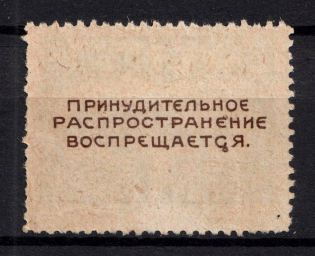 ПРИНУДИТЕЛЬНОЕ
РАСПРОСТРАНЕНИЕ
ВОСПРЕЩАЕТСЯ.